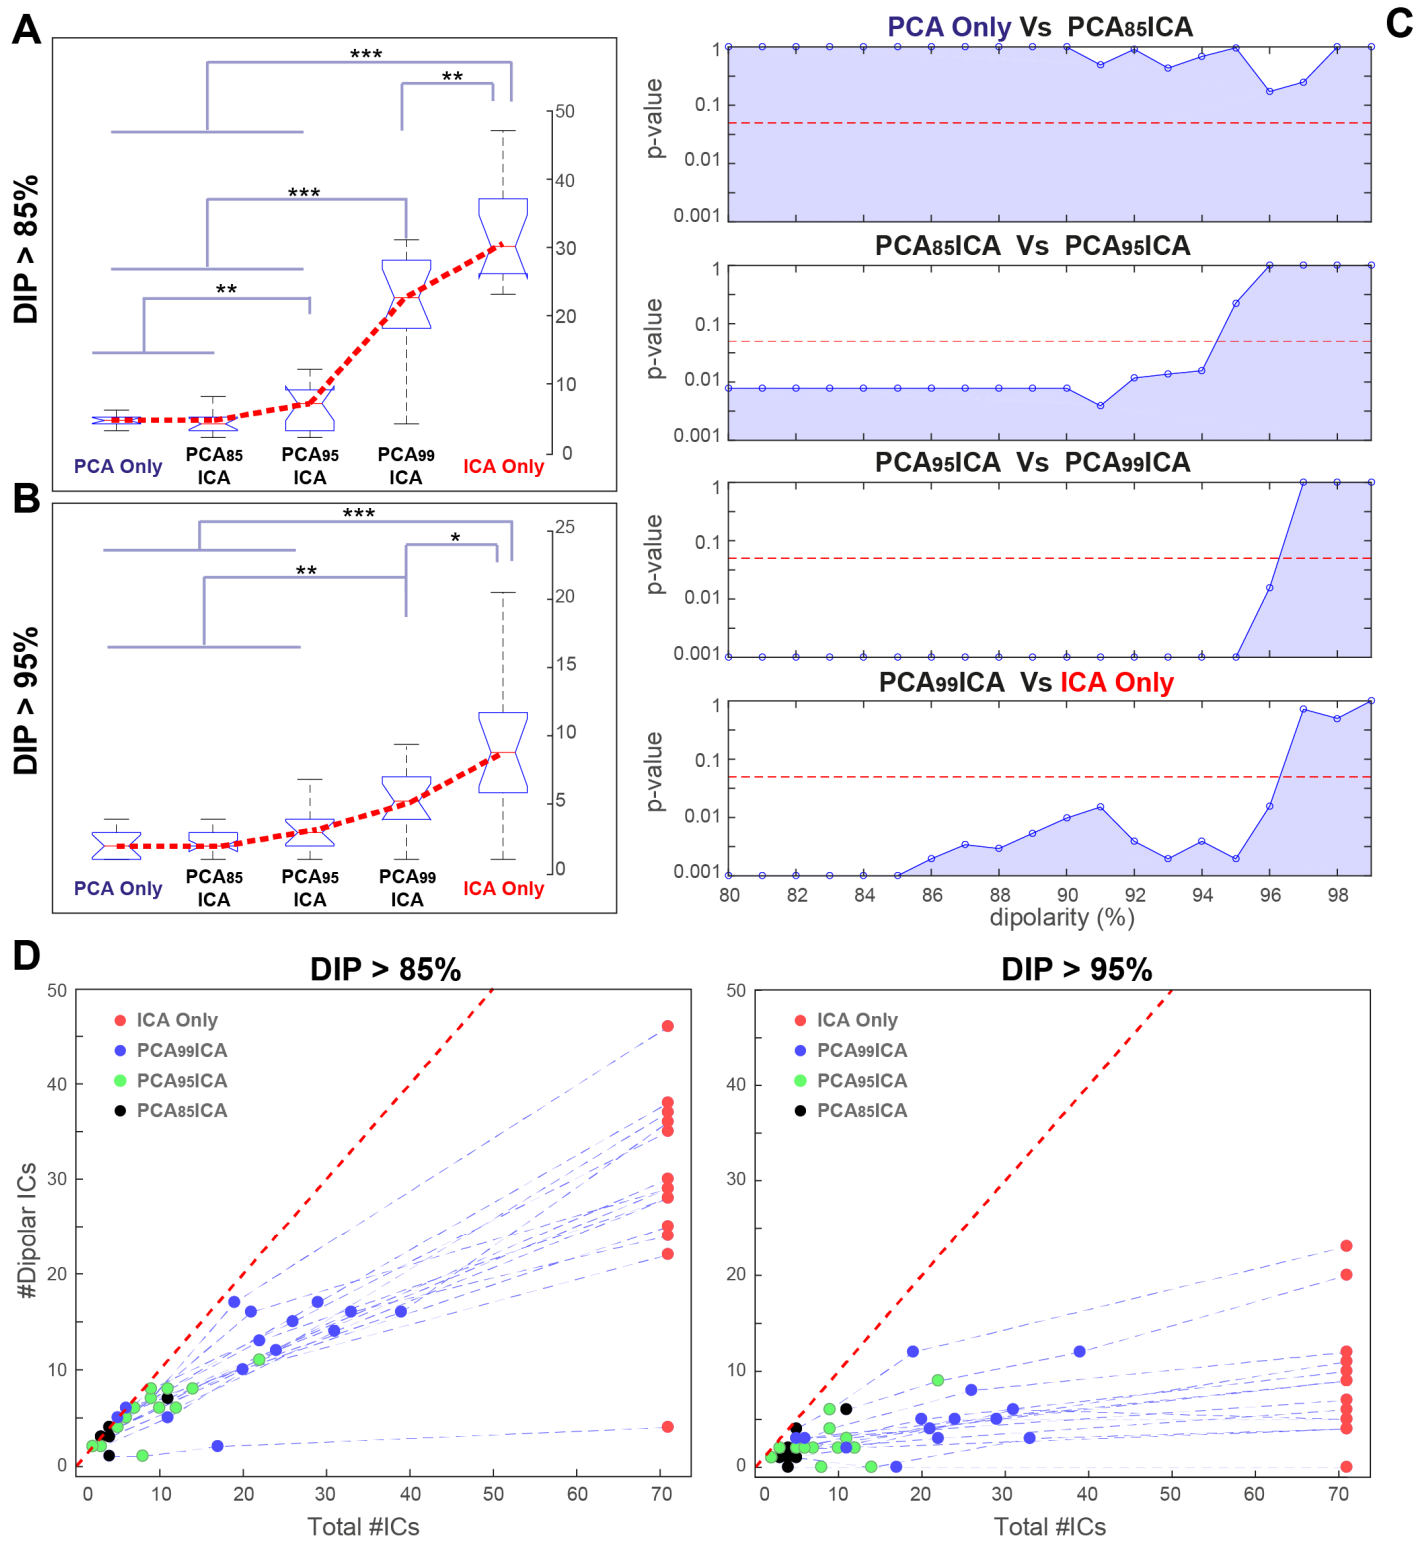 A
DIP > 85%
***
**
***
**
50
40
30
20
10
0
PCA Only
PCA85
ICA
PCA95
ICA
PCA99
ICA
ICA Only
B
DIP > 95%
***
*
**
25
20
15
10
5
0
PCA Only
PCA85
ICA
PCA95
ICA
PCA99
ICA
ICA Only
C
PCA Only Vs PCA85ICA
p-value
1
0.1
0.01
0.001
PCA85ICA Vs PCA95ICA
p-value
1
0.1
0.01
0.001
PCA95ICA Vs PCA99ICA
p-value
1
0.1
0.01
0.001
PCA99ICA Vs ICA Only
p-value
1
0.1
0.01
0.001
80 82 84 86 88 90 92 94 96 98
dipolarity (%)
D
DIP > 85%
#Dipolar ICs
50
40
30
20
10
0
ICA Only
PCA99ICA
PCA95ICA
PCA85ICA
0 10 20 30 40 50 60 70
Total #ICs
DIP > 95%
50
40
30
20
10
0
ICA Only
PCA99ICA
PCA95ICA
PCA85ICA
0 10 20 30 40 50 60 70
Total #ICs